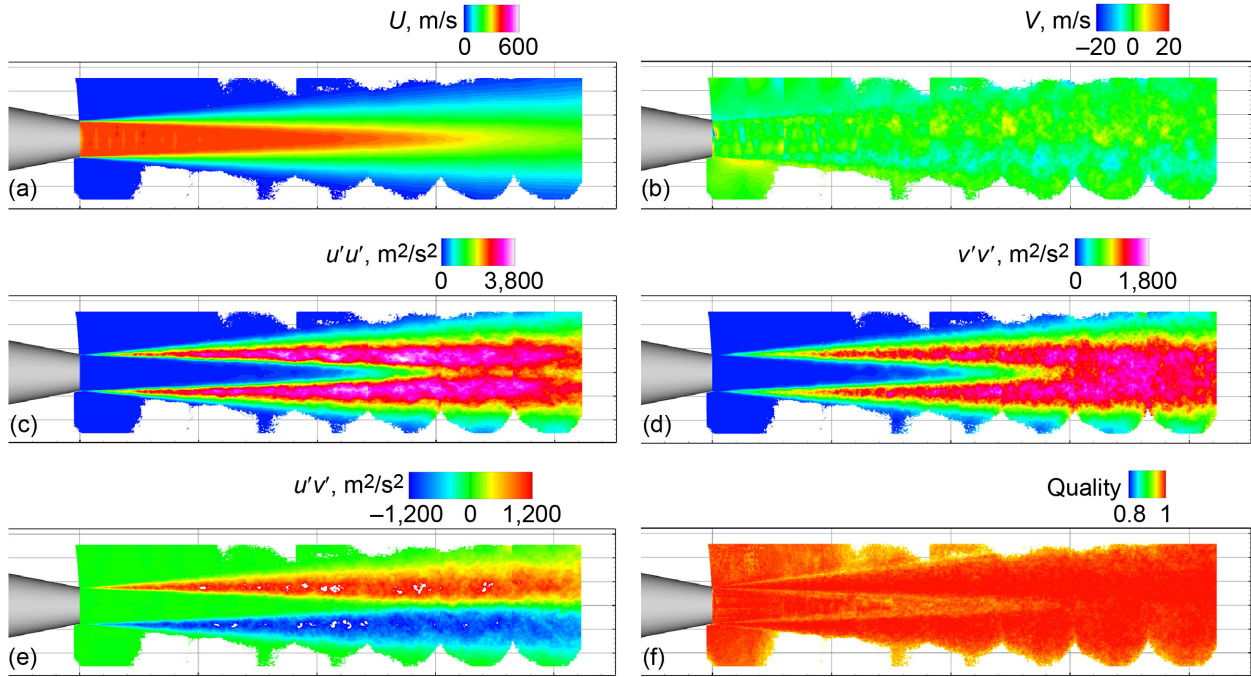 U, m/s
0 600
(a)
V, m/s
–20 0 20
(b)
u′u′, m2/s2
0 3,800
(c)
v′v′, m2/s2
0 1,800
(d)
u′v′, m2/s2
–1,200 0 1,200
(e)
Quality
0.8 1
(f)